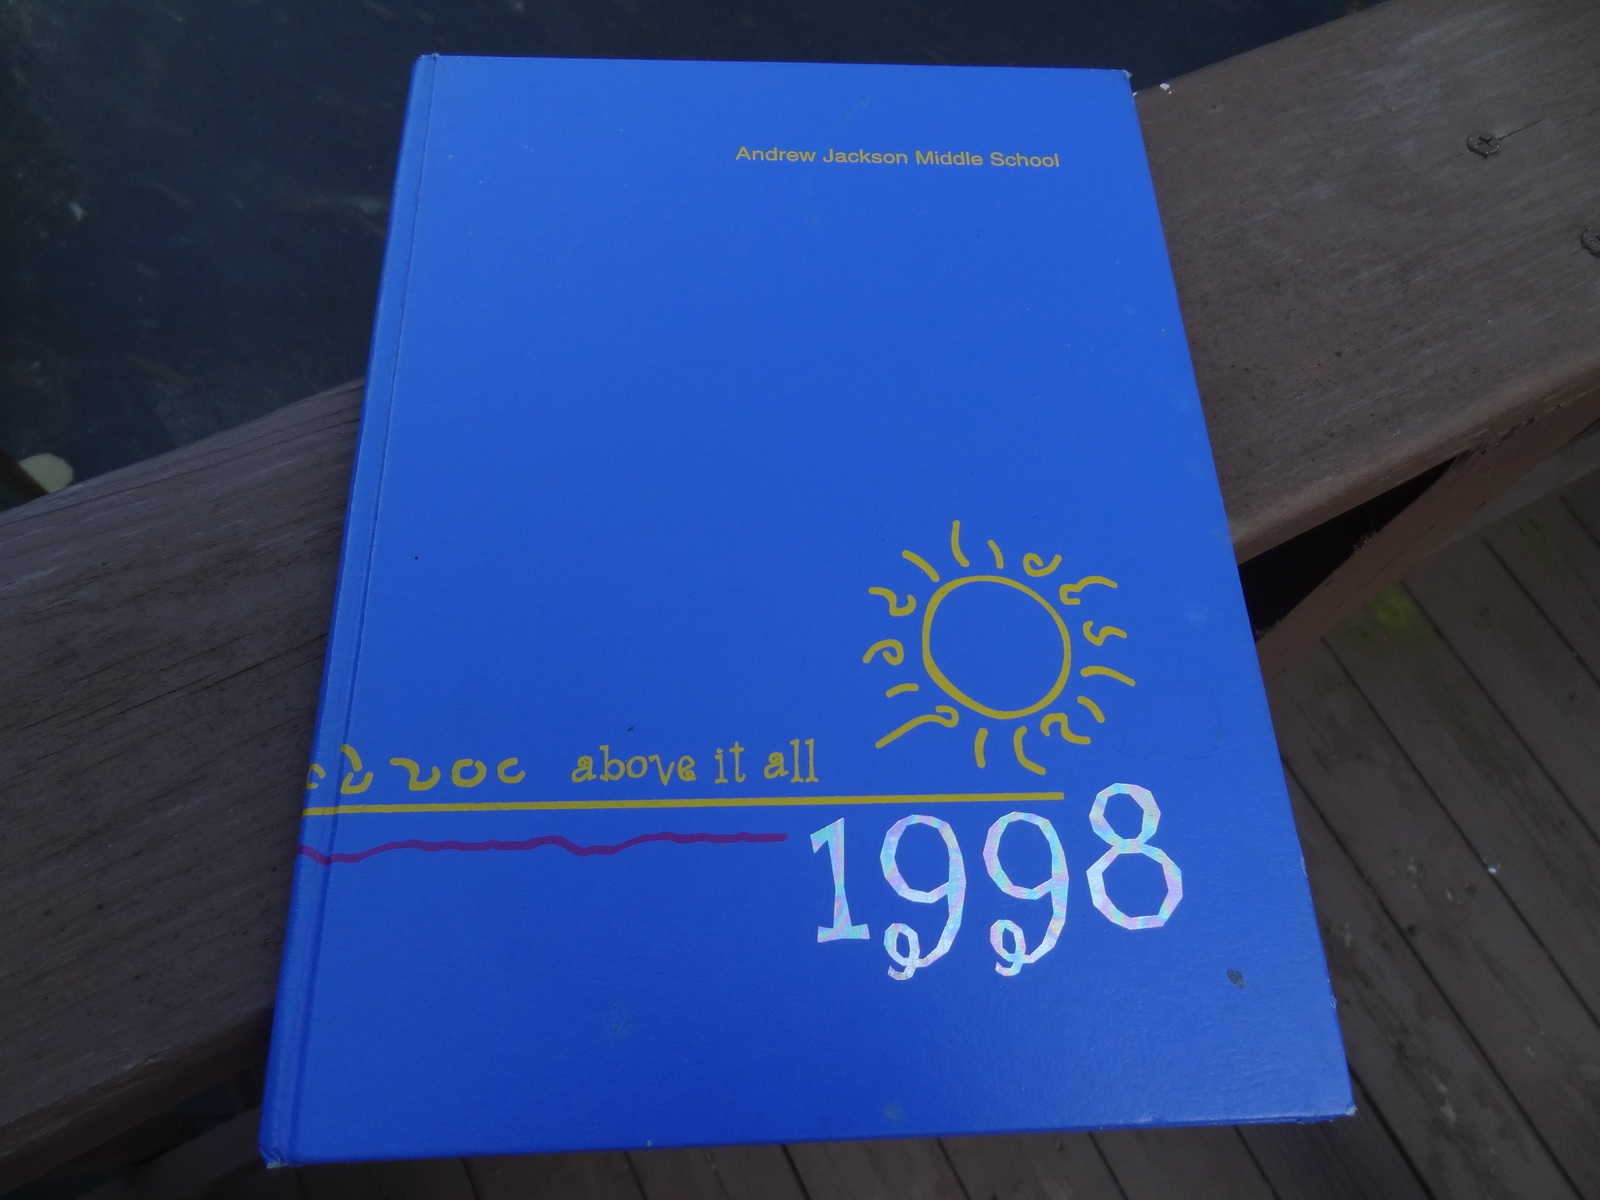 Andrew Jackson Middle School
above it all
1998